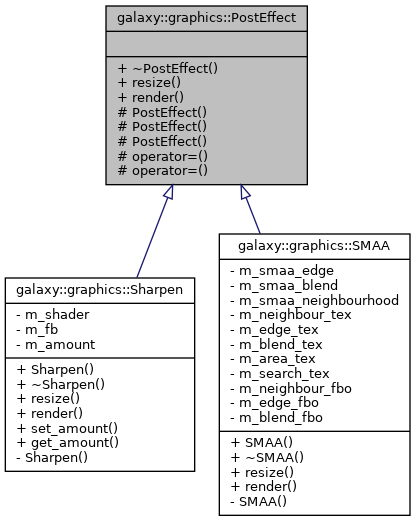 galaxy::graphics::PostEffect
+ ~PostEffect()
+ resize()
+ render()
# PostEffect()
# PostEffect()
# PostEffect()
# operator=()
# operator=()
galaxy::graphics::Sharpen
- m_shader
- m_fb
- m_amount
+ Sharpen()
+ ~Sharpen()
+ resize()
+ render()
+ set_amount()
+ get_amount()
- Sharpen()
galaxy::graphics::SMAA
- m_smaa_edge
- m_smaa_blend
- m_smaa_neighbourhood
- m_neighbour_tex
- m_edge_tex
- m_blend_tex
- m_area_tex
- m_search_tex
- m_neighbour_fbo
- m_edge_fbo
- m_blend_fbo
+ SMAA()
+ ~SMAA()
+ resize()
+ render()
- SMAA()